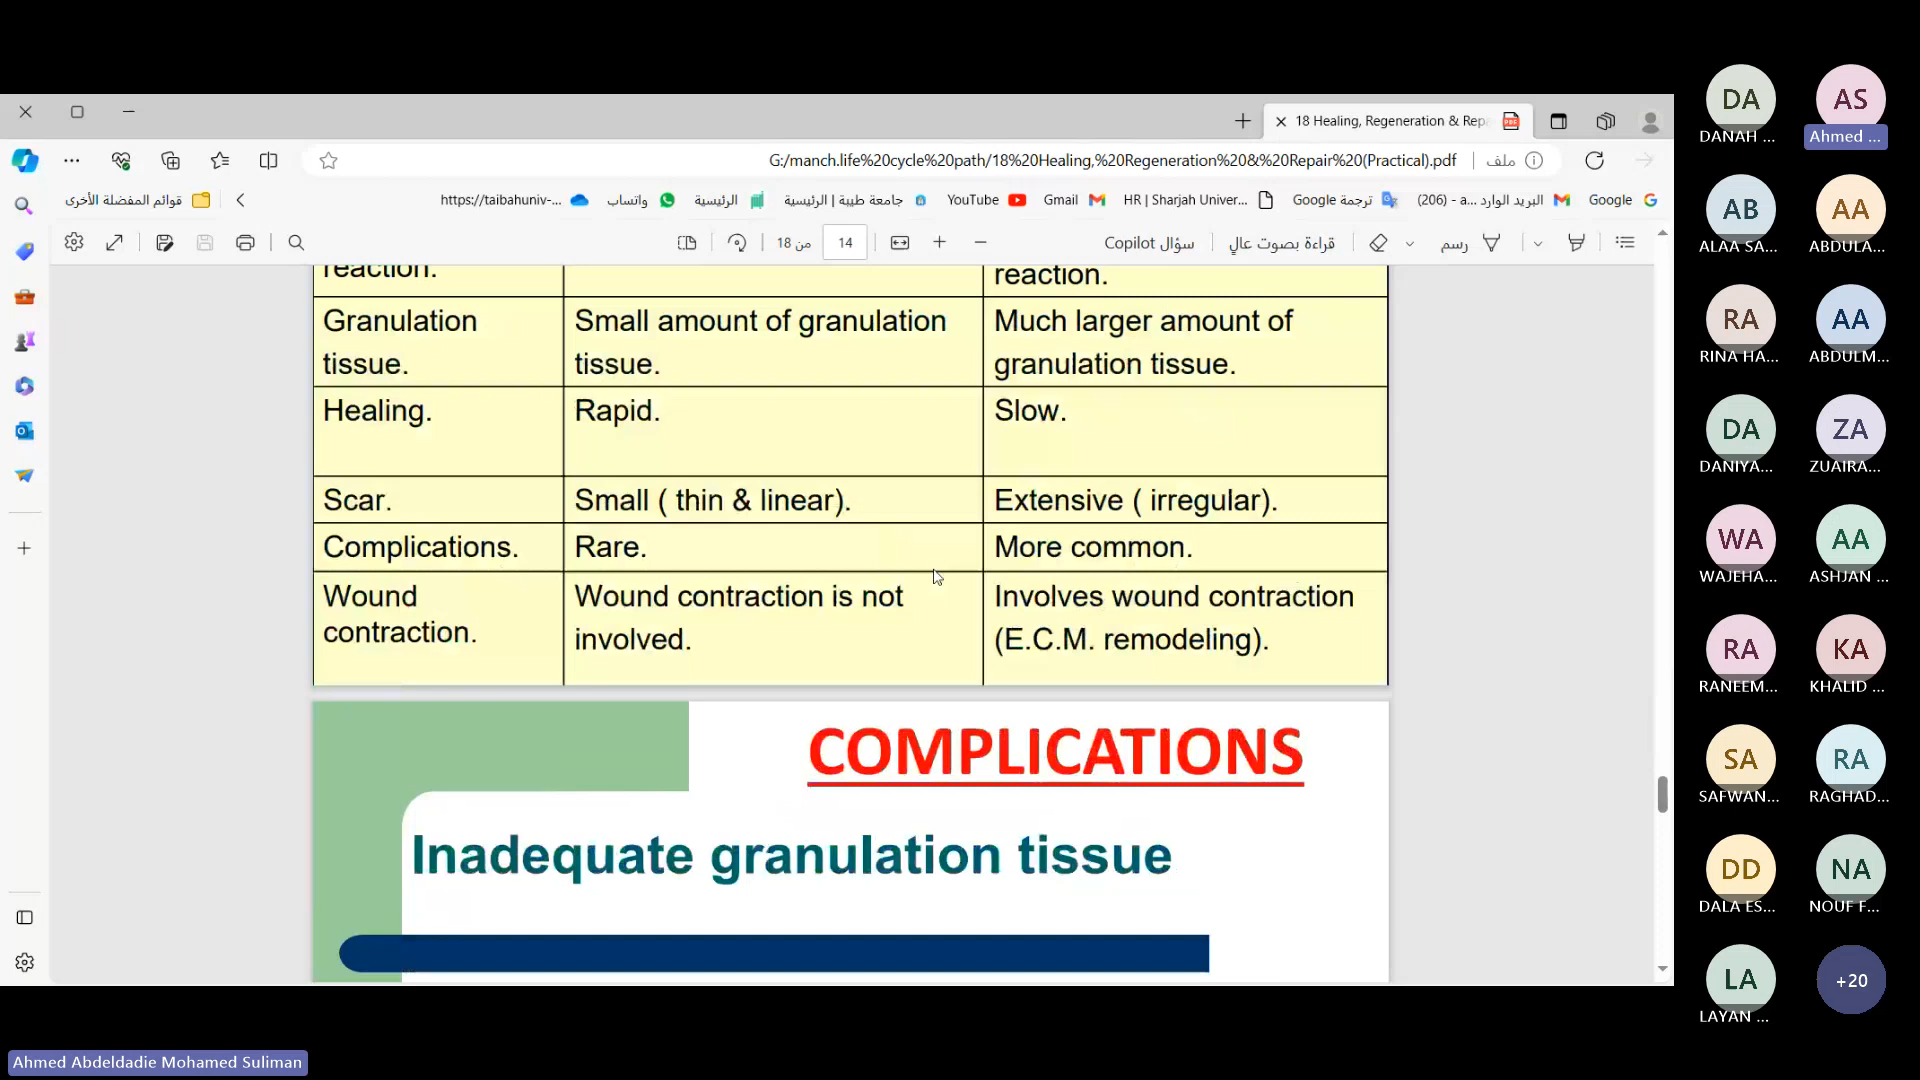 18 Healing, Regeneration & Rep
G:/manch.life%20cycle%20path/18%20Healing,%20Regeneration%20&%20Repair%20(Practical).pdf
ملف
قوائم المفضلة الأخرى
https://taibahuniv-...
واتساب
الرئيسية
جامعة طيبة | الرئيسية
YouTube
Gmail
HR | Sharjah Univer...
ترجمة Google
البريد الوارد (206) - a...
Google
من 18
14
سؤال Copilot
قراءة بصوت عالٍ
رسم
reaction.
reaction.
Granulation tissue.
Small amount of granulation tissue.
Much larger amount of granulation tissue.
Healing.
Rapid.
Slow.
Scar.
Small ( thin & linear).
Extensive ( irregular).
Complications.
Rare.
More common.
Wound contraction.
Wound contraction is not involved.
Involves wound contraction (E.C.M. remodeling).
COMPLICATIONS
Inadequate granulation tissue
DA
DANAH ...
AS
Ahmed ...
AB
ALAA SA...
AA
ABDULA...
RA
RINA HA...
AA
ABDULM...
DA
DANIYA...
ZA
ZUAIRA...
WA
WAJEHA...
AA
ASHJAN ...
RA
RANEEM...
KA
KHALID ...
SA
SAFWAN...
RA
RAGHAD...
DD
DALA ES...
NA
NOUF F...
LA
LAYAN ...
+20
Ahmed Abdeldadie Mohamed Suliman